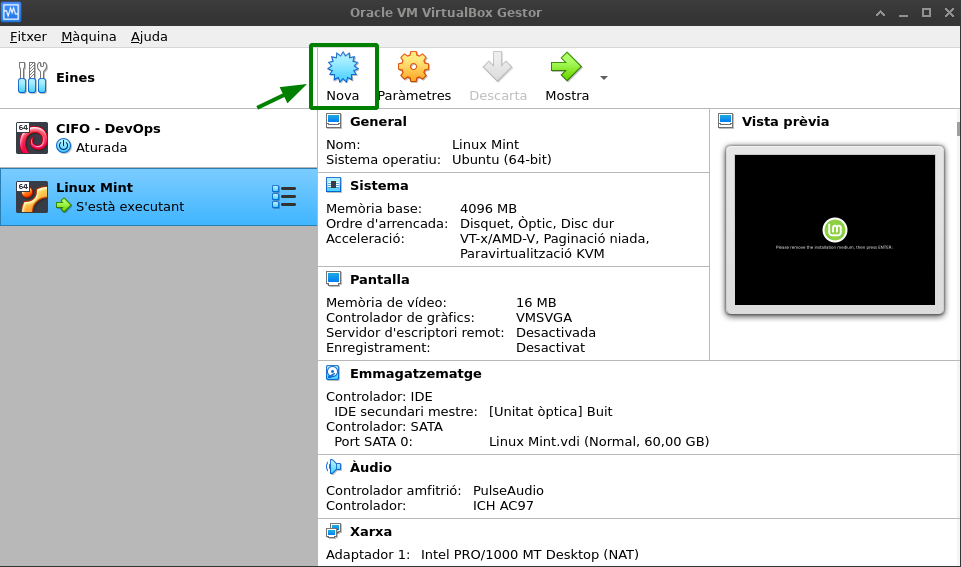 Oracle VM VirtualBox Gestor
Fitxer Màquina Ajuda
Eines
Nova Paràmetres Descarta Mostra
64 CIFO - DevOps
Aturada
64 Linux Mint
S'està executant
General
Nom: Linux Mint
Sistema operatiu: Ubuntu (64-bit)
Sistema
Memòria base: 4096 MB
Ordre d'arrencada: Disquet, Òptic, Disc dur
Acceleració: VT-x/AMD-V, Paginació niada,
Paravirtualització KVM
Pantalla
Memòria de vídeo: 16 MB
Controlador de gràfics: VMSVGA
Servidor d'escriptori remot: Desactivada
Enregistrament: Desactivat
Vista prèvia
Please remove the installation medium, then press ENTER:
Emmagatzematge
Controlador: IDE
IDE secundari mestre: [Unitat òptica] Buit
Controlador: SATA
Port SATA 0: Linux Mint.vdi (Normal, 60,00 GB)
Àudio
Controlador amfitrió: PulseAudio
Controlador: ICH AC97
Xarxa
Adaptador 1: Intel PRO/1000 MT Desktop (NAT)